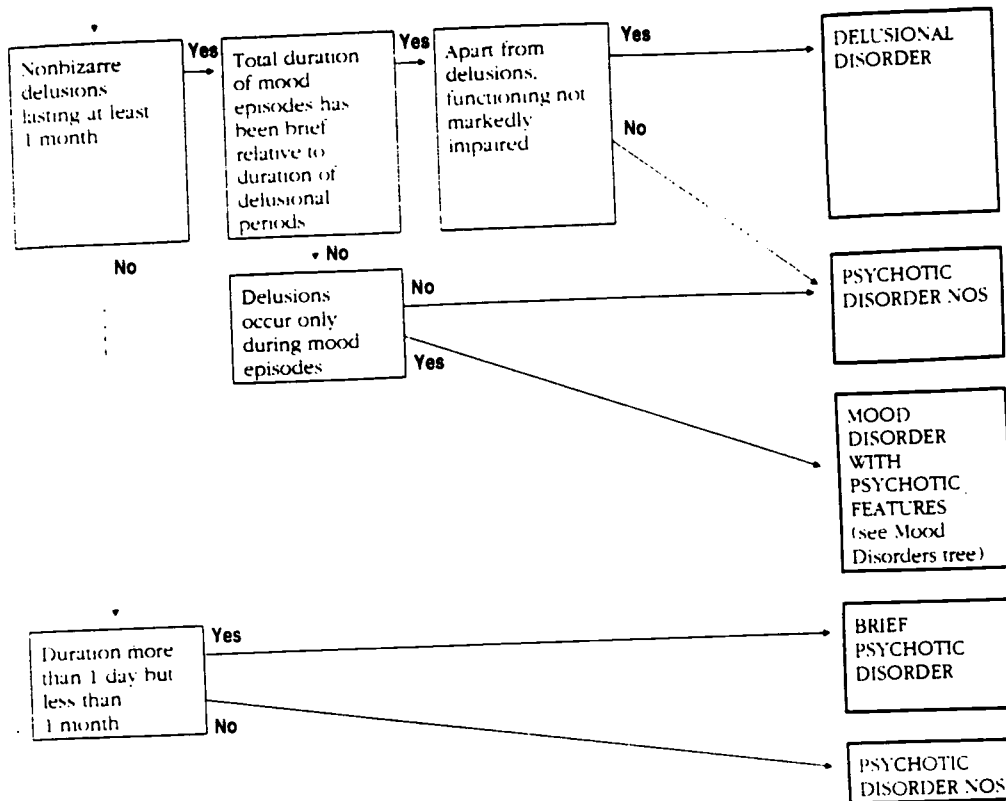 Nonbizarre
delusions
lasting at least
1 month
Yes
Total duration
of mood
episodes has
been brief
relative to
duration of
delusional
periods
Yes
Apart from
delusions,
functioning not
markedly
impaired
Yes
No
DELUSIONAL
DISORDER
No
No
Delusions
occur only
during mood
episodes
No
Yes
PSYCHOTIC
DISORDER NOS
MOOD
DISORDER
WITH
PSYCHOTIC
FEATURES
(see Mood
Disorders tree)
Duration more
than 1 day but
less than
1 month
Yes
No
BRIEF
PSYCHOTIC
DISORDER
PSYCHOTIC
DISORDER NOS